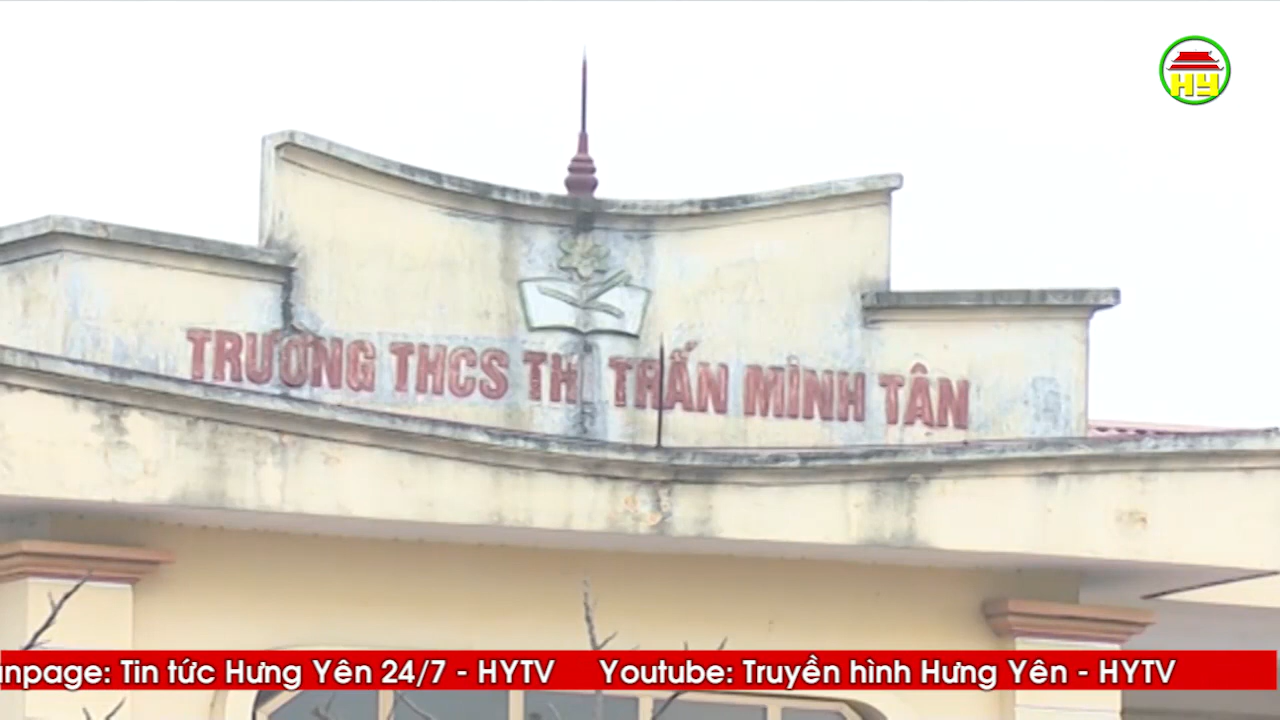 HY
TRƯỜNG THCS THỊ TRẤN MINH TÂN
anpage: Tin tức Hưng Yên 24/7 - HYTV Youtube: Truyền hình Hưng Yên - HYTV